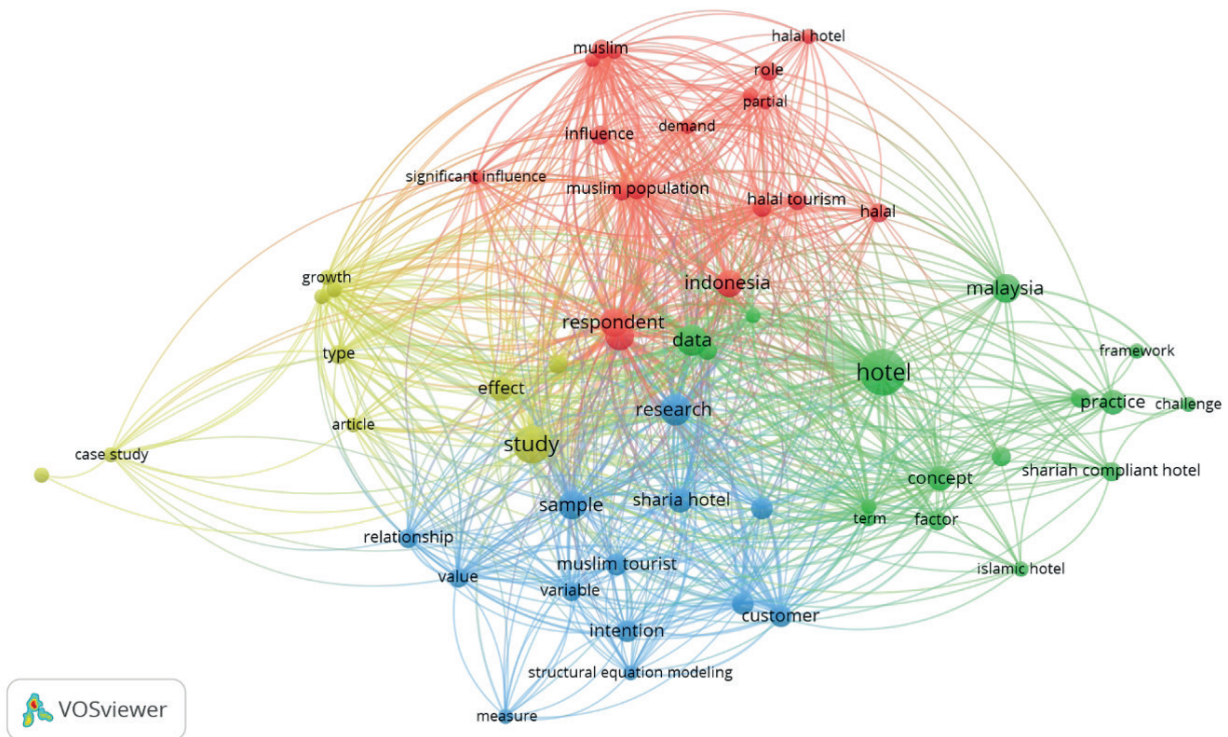 halal hotel
muslim
role
partial
demand
influence
significant influence
muslim population
halal tourism
halal
growth
indonesia
malaysia
respondent
data
type
framework
hotel
effect
practice
challenge
research
article
study
case study
shariah compliant hotel
concept
sharia hotel
sample
term
factor
relationship
muslim tourist
islamic hotel
value
variable
customer
intention
structural equation modeling
measure
VOSviewer